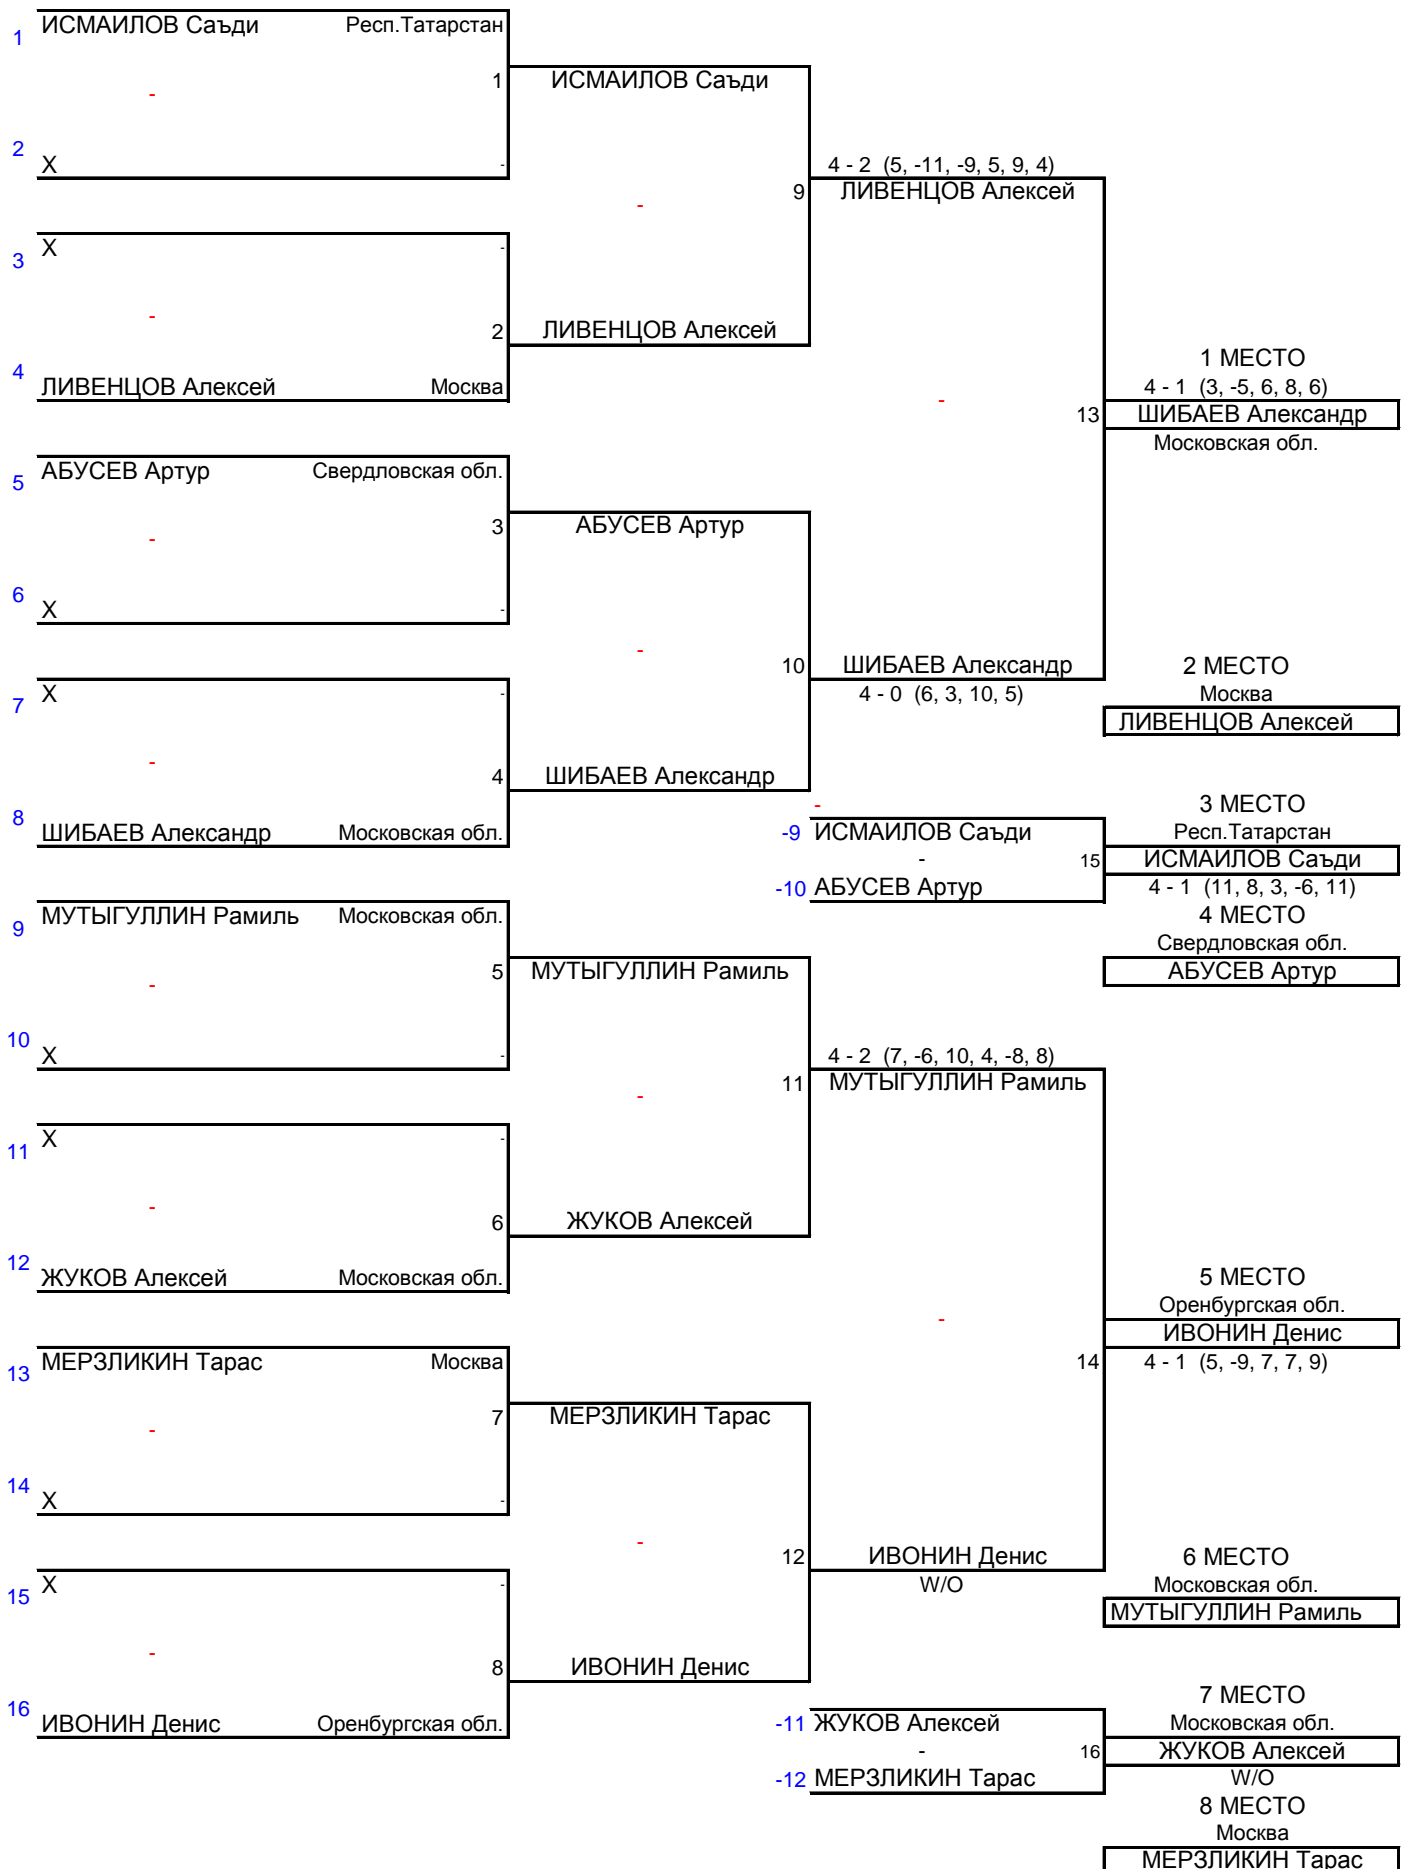 1 ИСМАИЛОВ Саъди Респ.Татарстан
1 ИСМАИЛОВ Саъди
-
2 X -
4 - 2 (5, -11, -9, 5, 9, 4)
9 ЛИВЕНЦОВ Алексей
-
3 X -
-
2 ЛИВЕНЦОВ Алексей
4 ЛИВЕНЦОВ Алексей Москва
1 МЕСТО
4 - 1 (3, -5, 6, 8, 6)
-
13 ШИБАЕВ Александр
Московская обл.
5 АБУСЕВ Артур Свердловская обл.
3 АБУСЕВ Артур
-
6 X -
-
10 ШИБАЕВ Александр
4 - 0 (6, 3, 10, 5)
2 МЕСТО
Москва
ЛИВЕНЦОВ Алексей
7 X -
-
4 ШИБАЕВ Александр
8 ШИБАЕВ Александр Московская обл.
-
-9 ИСМАИЛОВ Саъди
-
-10 АБУСЕВ Артур
3 МЕСТО
Респ.Татарстан
15 ИСМАИЛОВ Саъди
4 - 1 (11, 8, 3, -6, 11)
4 МЕСТО
Свердловская обл.
АБУСЕВ Артур
9 МУТЫГУЛЛИН Рамиль Московская обл.
5 МУТЫГУЛЛИН Рамиль
-
10 X -
4 - 2 (7, -6, 10, 4, -8, 8)
11 МУТЫГУЛЛИН Рамиль
-
11 X -
-
6 ЖУКОВ Алексей
12 ЖУКОВ Алексей Московская обл.
5 МЕСТО
Оренбургская обл.
-
ИВОНИН Денис
14 4 - 1 (5, -9, 7, 7, 9)
13 МЕРЗЛИКИН Тарас Москва
7 МЕРЗЛИКИН Тарас
-
14 X -
-
12 ИВОНИН Денис
W/O
6 МЕСТО
Московская обл.
МУТЫГУЛЛИН Рамиль
15 X -
-
8 ИВОНИН Денис
16 ИВОНИН Денис Оренбургская обл.
-11 ЖУКОВ Алексей
-
-12 МЕРЗЛИКИН Тарас
7 МЕСТО
Московская обл.
16 ЖУКОВ Алексей
W/O
8 МЕСТО
Москва
МЕРЗЛИКИН Тарас